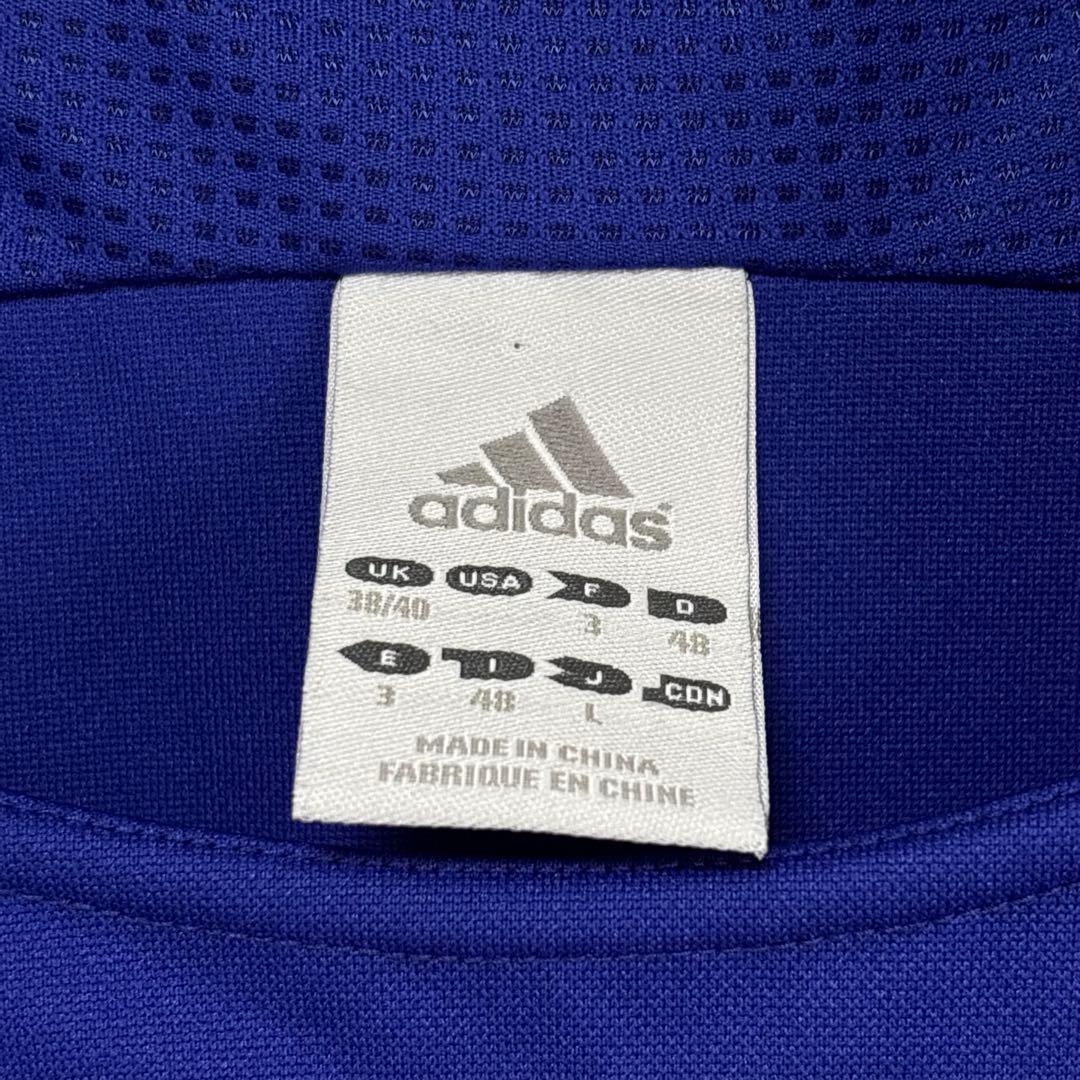 adidas
UK USA F D
38/40 3 48
E I J CDN
3 48 L
MADE IN CHINA
FABRIQUE EN CHINE